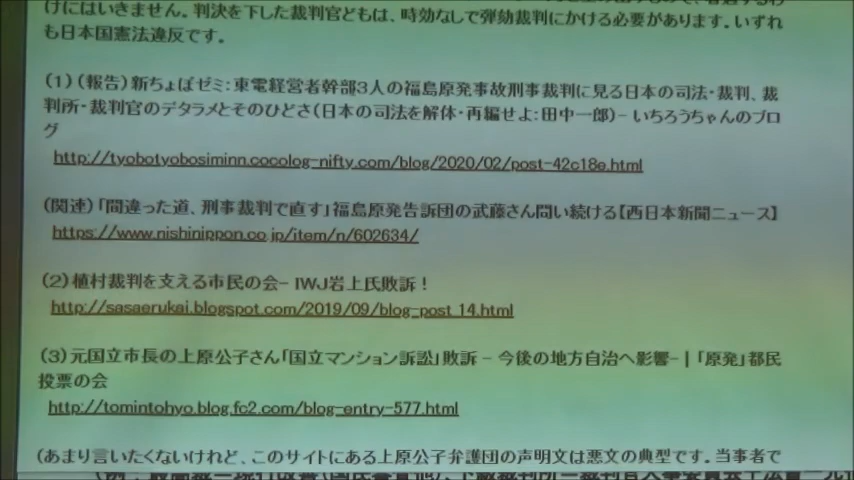 けにはいきません。判決を下した裁判官どもは、時効なしで弾劾裁判にかける必要があります。いずれ
も日本国憲法違反です。
(1)(報告)新ちょぼゼミ:東電経営者幹部3人の福島原発事故刑事裁判に見る日本の司法・裁判、裁
判所・裁判官のデタラメとそのひどさ(日本の司法を解体・再編せよ:田中一郎)- いちろうちゃんのブロ
グ
http://tyobotyobosiminn.cocolog-nifty.com/blog/2020/02/post-42c18e.html
(関連)「間違った道、刑事裁判で直す」福島原発告訴団の武藤さん問い続ける【西日本新聞ニュース】
https://www.nishinippon.co.jp/item/n/602634/
(2)植村裁判を支える市民の会- IWJ岩上氏敗訴!
http://sasaerukai.blogspot.com/2019/09/blog-post_14.html
(3)元国立市長の上原公子さん「国立マンション訴訟」敗訴 - 今後の地方自治へ影響- |「原発」都民
投票の会
http://tomintohyo.blog.fc2.com/blog-entry-577.html
(あまり言いたくないけれど、このサイトにある上原公子弁護団の声明文は悪文の典型です。当事者で